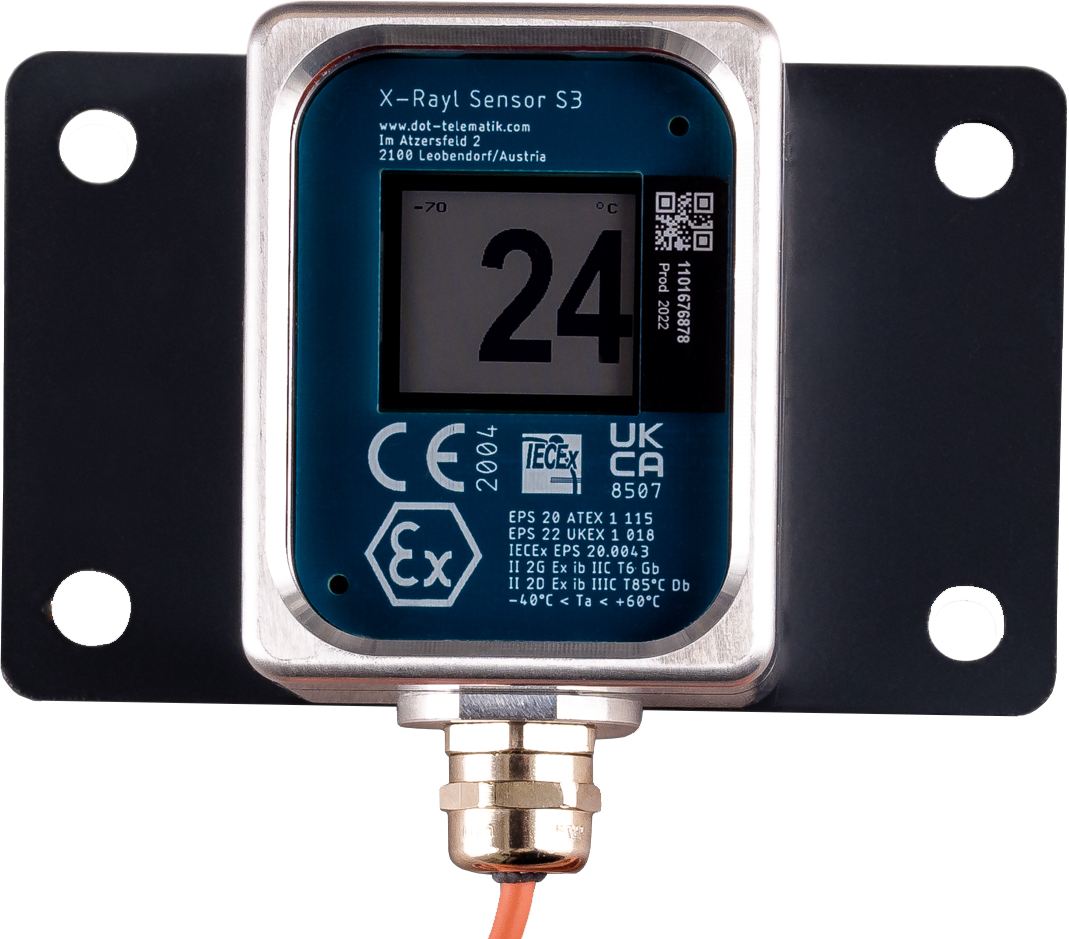 X-Rayl Sensor S3
www.dot-telematik.com
Im Atzersfeld 2
2100 Leobendorf/Austria
-70 °C
24
1101676878
Prod 2022
CE 2004
IECEx
UK
CA
8507
Ex
EPS 20 ATEX 1 115
EPS 22 UKEX 1 018
IECEx EPS 20.0043
II 2G Ex ib IIC T6 Gb
II 2D Ex ib IIIC T85°C Db
-40°C < Ta < +60°C